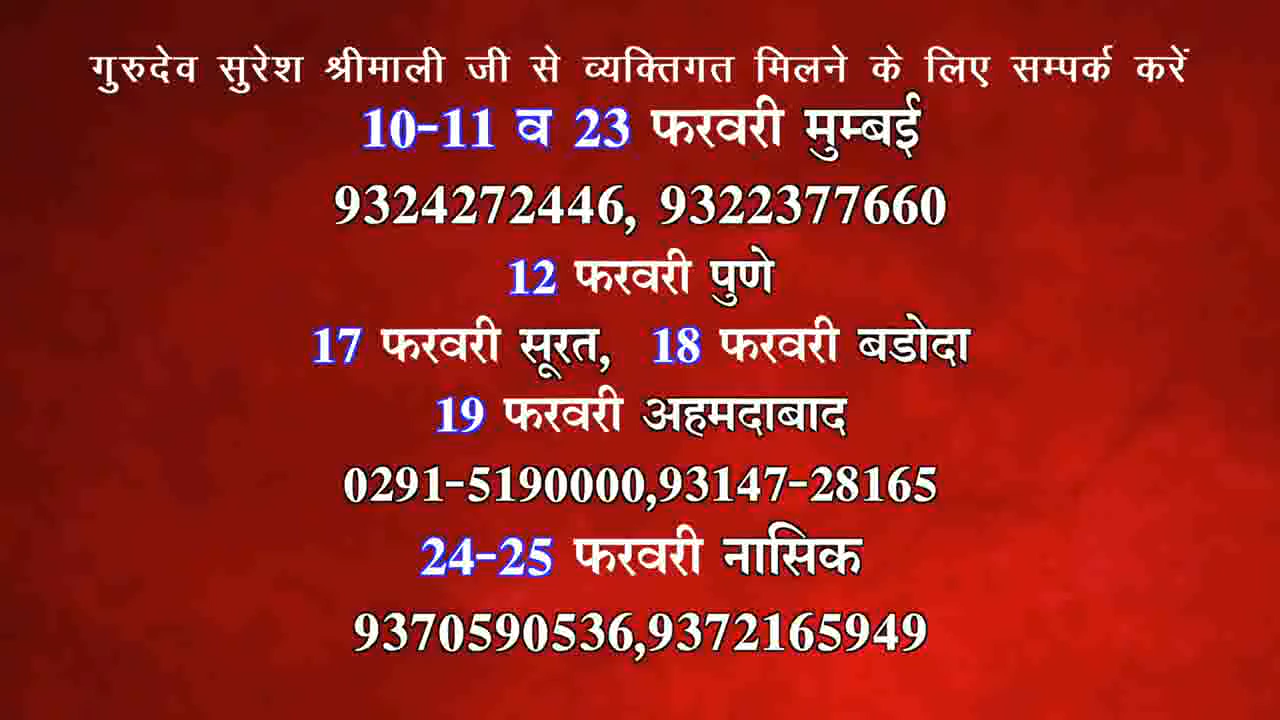 गुरुदेव सुरेश श्रीमाली जी से व्यक्तिगत मिलने के लिए सम्पर्क करें
10-11 व 23 फरवरी मुम्बई
9324272446, 9322377660
12 फरवरी पुणे
17 फरवरी सूरत, 18 फरवरी बडोदा
19 फरवरी अहमदाबाद
0291-5190000,93147-28165
24-25 फरवरी नासिक
9370590536,9372165949